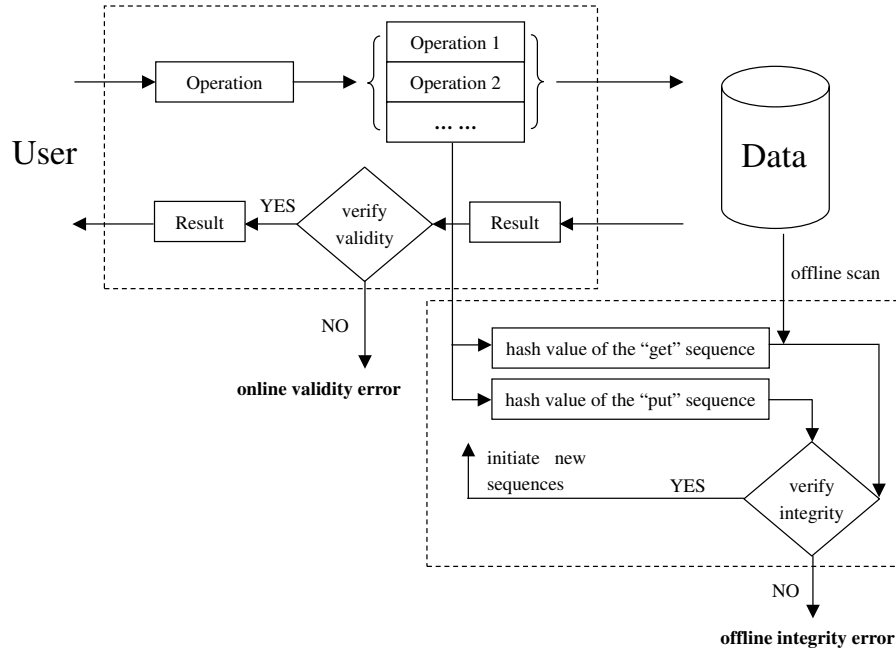 Operation 1
Operation
Operation 2
... ...
User
Data
YES
Result
verify
validity
Result
offline scan
NO
hash value of the “get” sequence
online validity error
hash value of the “put” sequence
initiate new
sequences
YES
verify
integrity
NO
offline integrity error